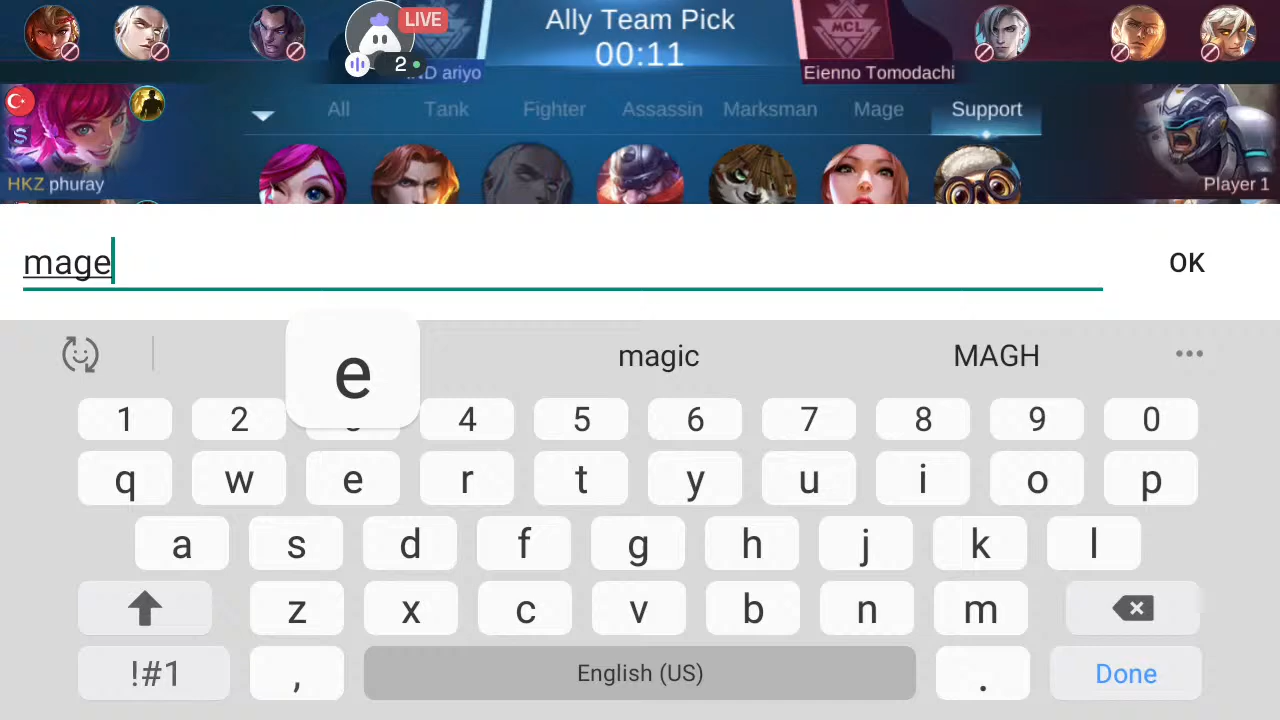 LIVE
Ally Team Pick
00:11
MCL
2
ND ariyo
Eienno Tomodachi
All Tank Fighter Assassin Marksman Mage Support
HKZ phuray
Player 1
mage
OK
e
magic MAGH
1 2 4 5 6 7 8 9 0
q w e r t y u i o p
a s d f g h j k l
z x c v b n m
!#1 , English (US) . Done